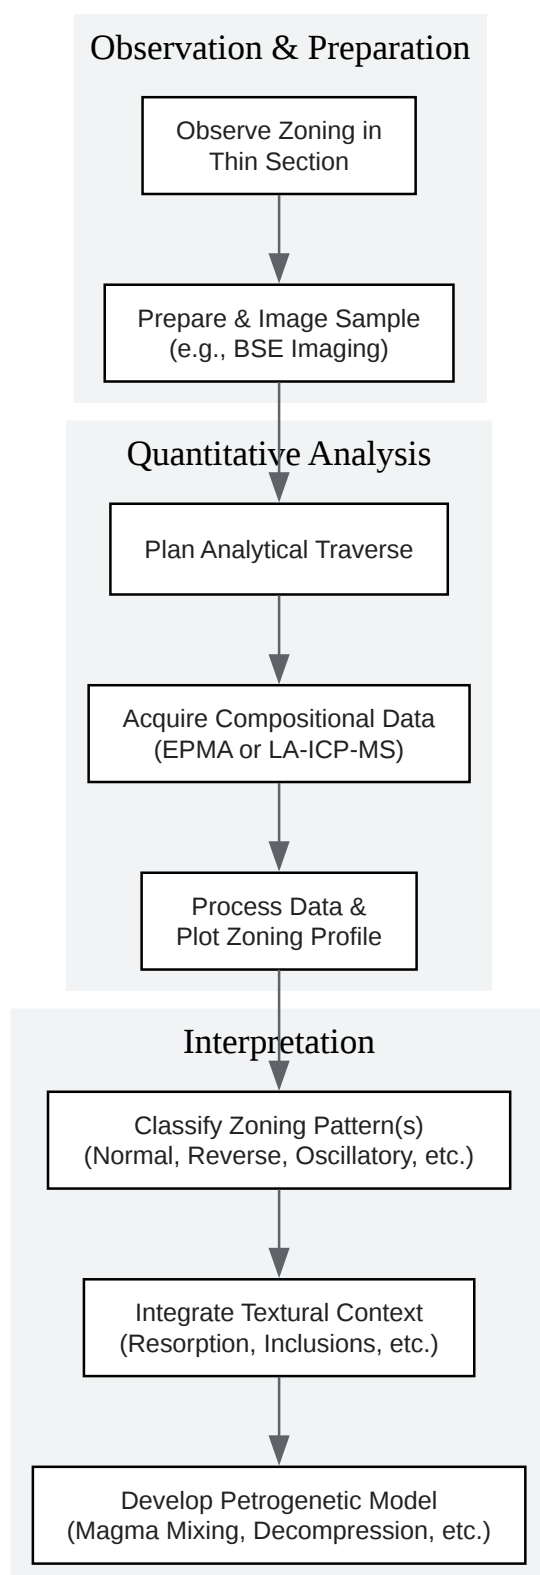 Observation & Preparation
Observe Zoning in
Thin Section
Prepare & Image Sample
(e.g., BSE Imaging)
Quantitative Analysis
Plan Analytical Traverse
Acquire Compositional Data
(EPMA or LA-ICP-MS)
Process Data &
Plot Zoning Profile
Interpretation
Classify Zoning Pattern(s)
(Normal, Reverse, Oscillatory, etc.)
Integrate Textural Context
(Resorption, Inclusions, etc.)
Develop Petrogenetic Model
(Magma Mixing, Decompression, etc.)